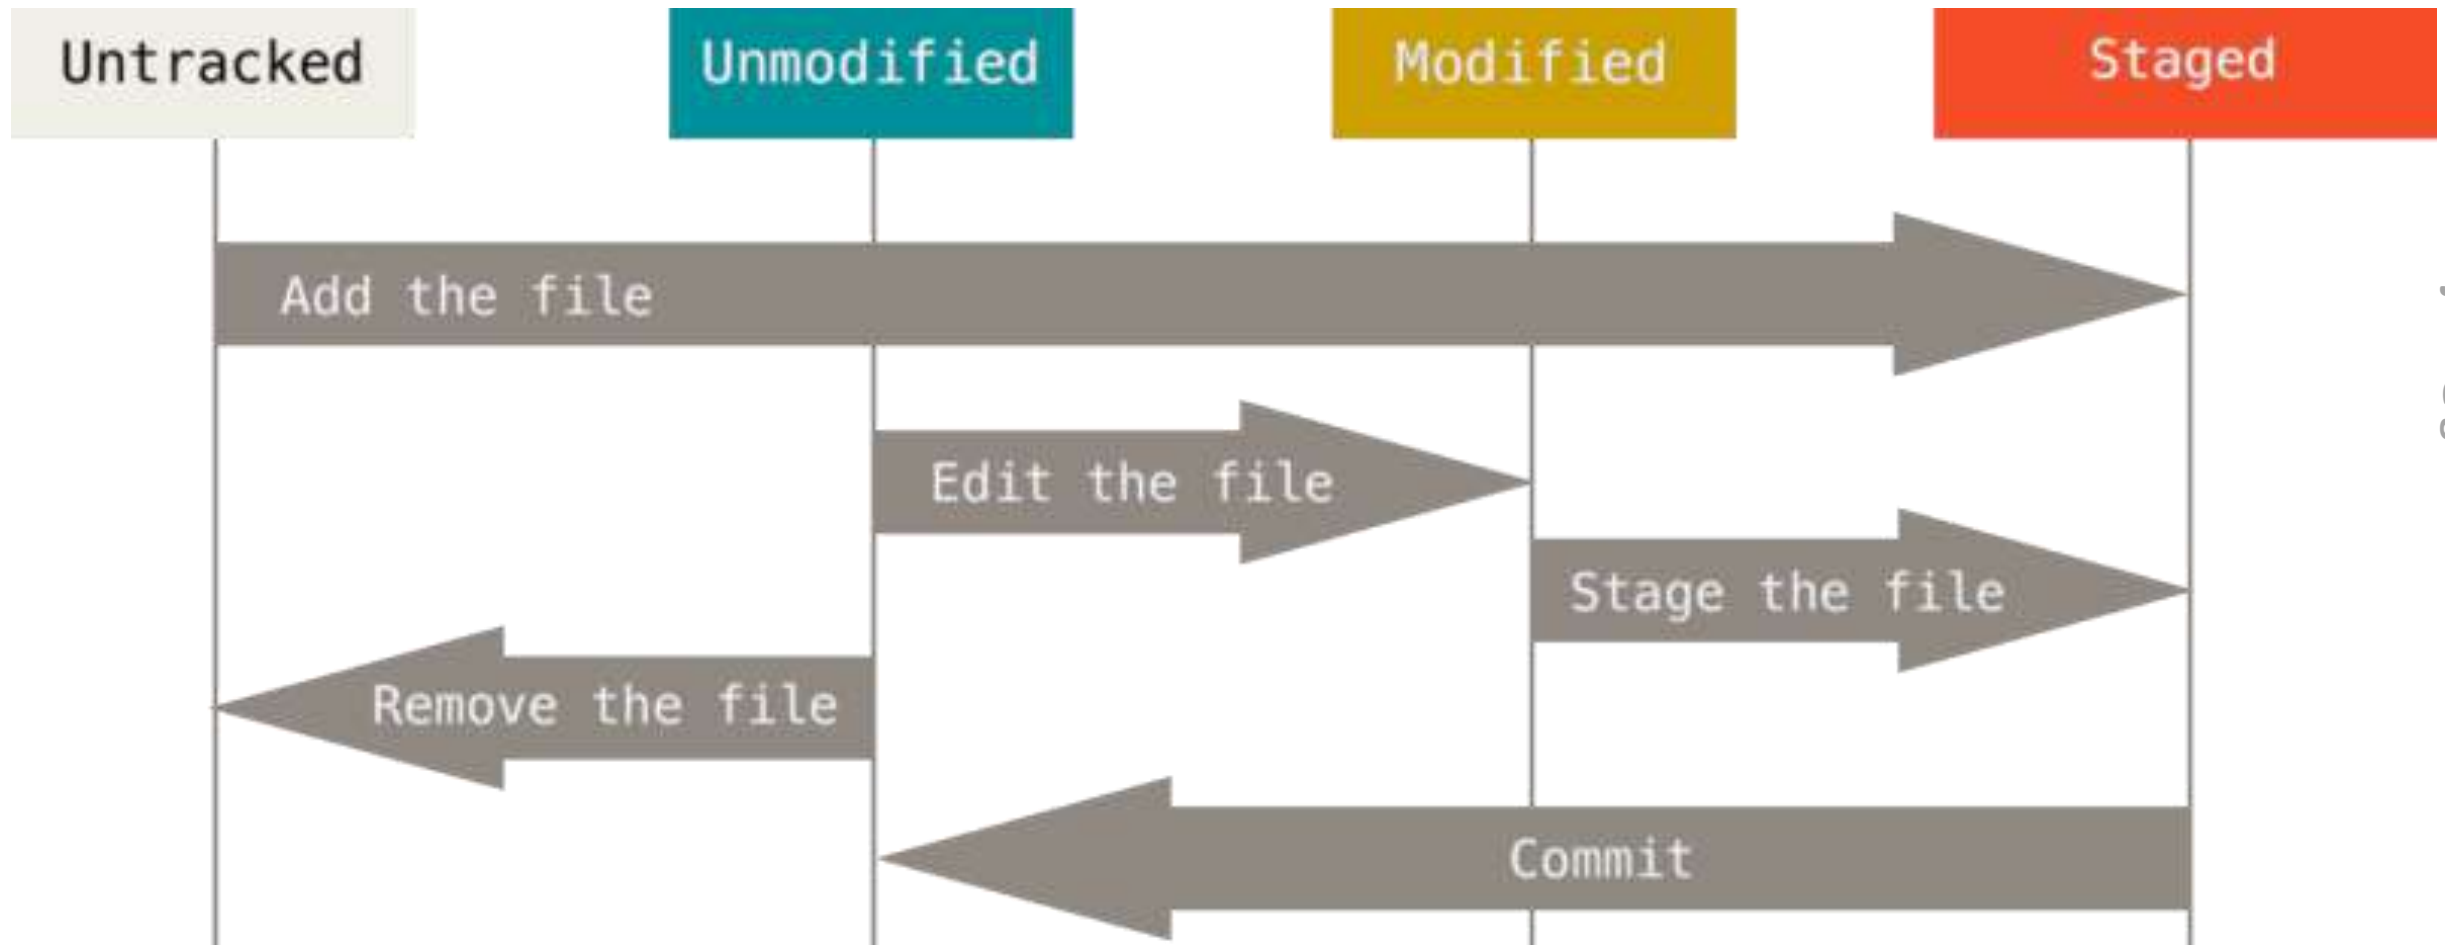 Untracked
Unmodified
Modified
Staged
Add the file
Edit the file
Stage the file
Remove the file
Commit